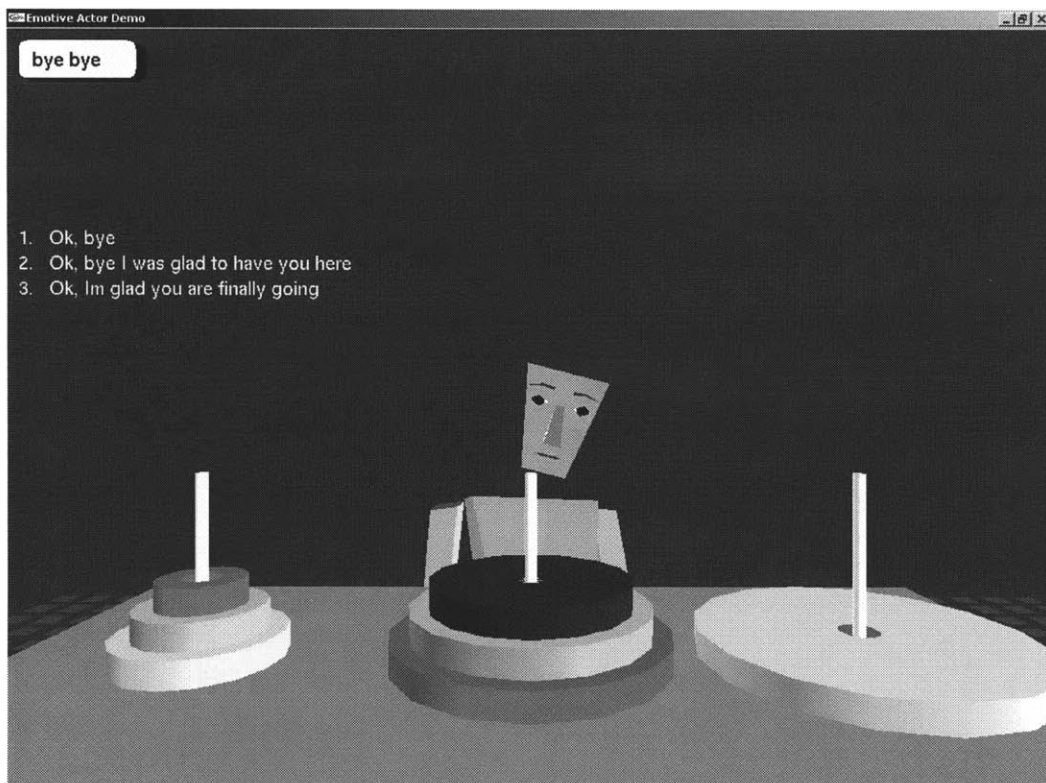 Emotive Actor Demo
bye bye
1. Ok, bye
2. Ok, bye I was glad to have you here
3. Ok, Im glad you are finally going